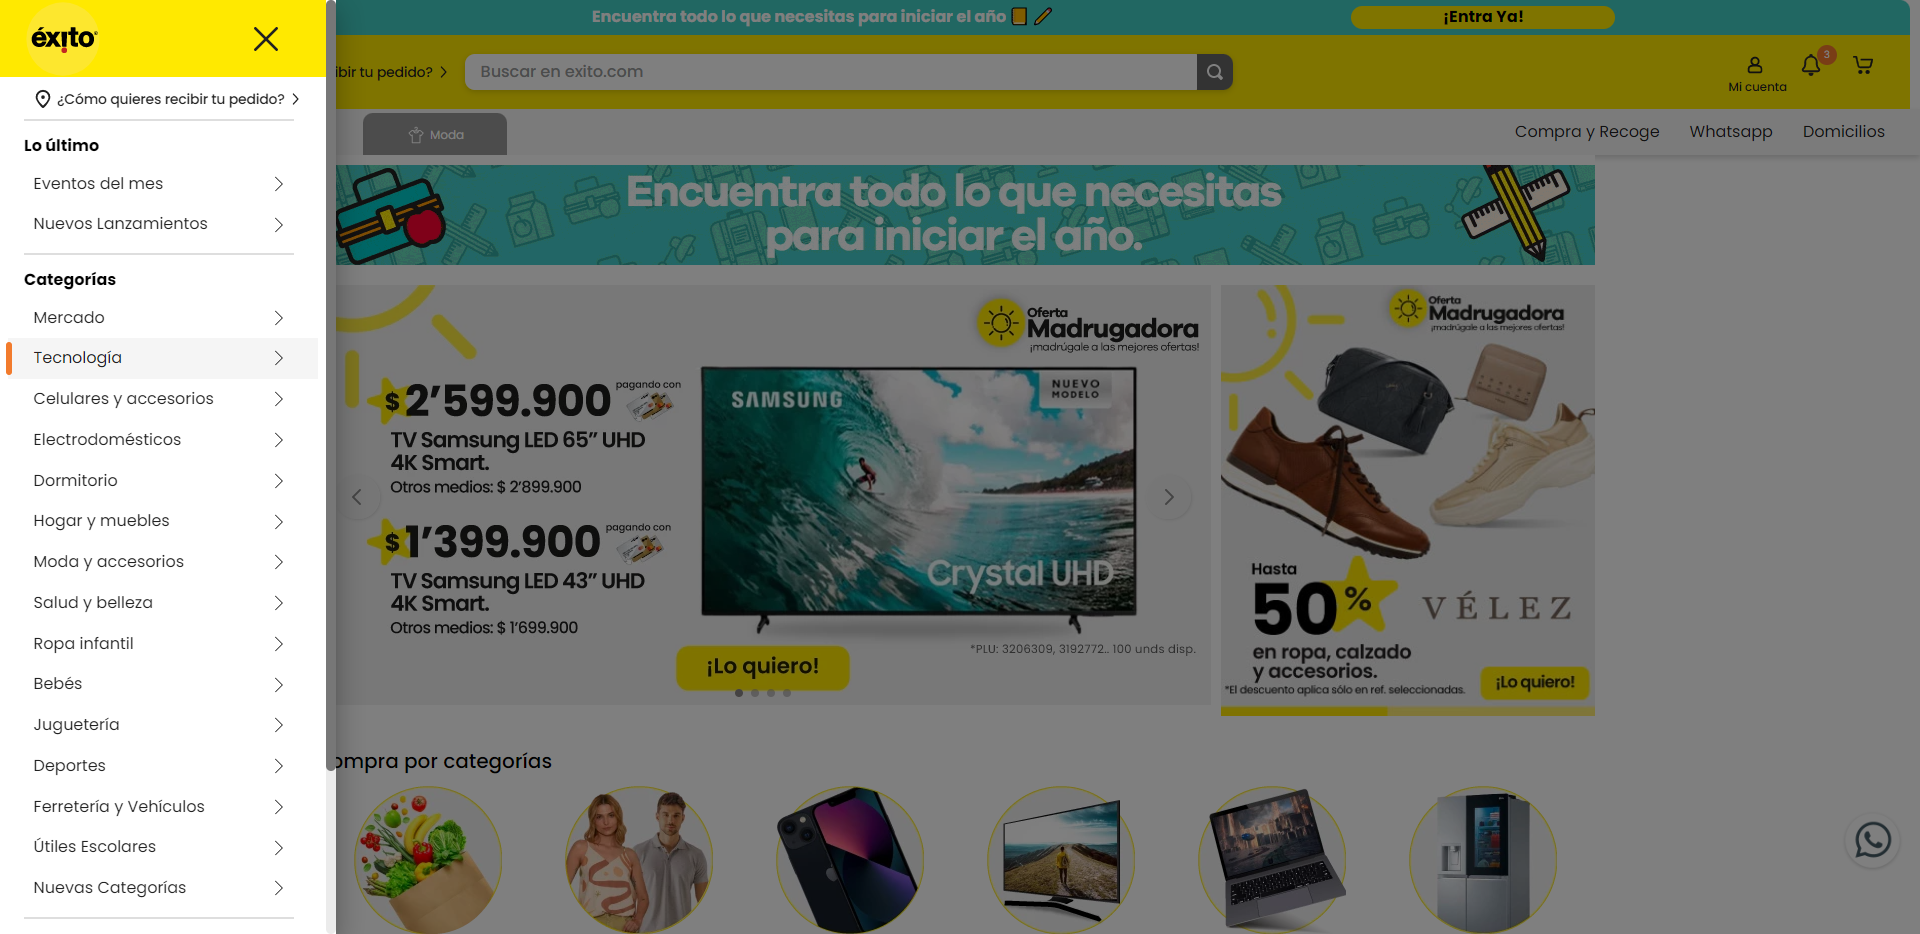 éxito
¿Cómo quieres recibir tu pedido?
Lo último
Eventos del mes
Nuevos Lanzamientos
Categorías
Mercado
Tecnología
Celulares y accesorios
Electrodomésticos
Dormitorio
Hogar y muebles
Moda y accesorios
Salud y belleza
Ropa infantil
Bebés
Juguetería
Deportes
Ferretería y Vehículos
Útiles Escolares
Nuevas Categorías
Encuentra todo lo que necesitas para iniciar el año
¡Entra Ya!
ibir tu pedido?
Buscar en exito.com
Mi cuenta
3
Moda
Compra y Recoge
Whatsapp
Domicilios
Encuentra todo lo que necesitas
para iniciar el año.
Oferta
Madrugadora
¡madrúgale a las mejores ofertas!
$2’599.900
pagando con
TV Samsung LED 65” UHD
4K Smart.
Otros medios: $ 2’899.900
$1’399.900
pagando con
TV Samsung LED 43” UHD
4K Smart.
Otros medios: $ 1’699.900
SAMSUNG
NUEVO
MODELO
Crystal UHD
*PLU: 3206309, 3192772.. 100 unds disp.
¡Lo quiero!
Oferta
Madrugadora
¡madrúgale a las mejores ofertas!
Hasta
50%
VÉLEZ
en ropa, calzado
y accesorios.
*El descuento aplica sólo en ref. seleccionadas.
¡Lo quiero!
ompra por categorías